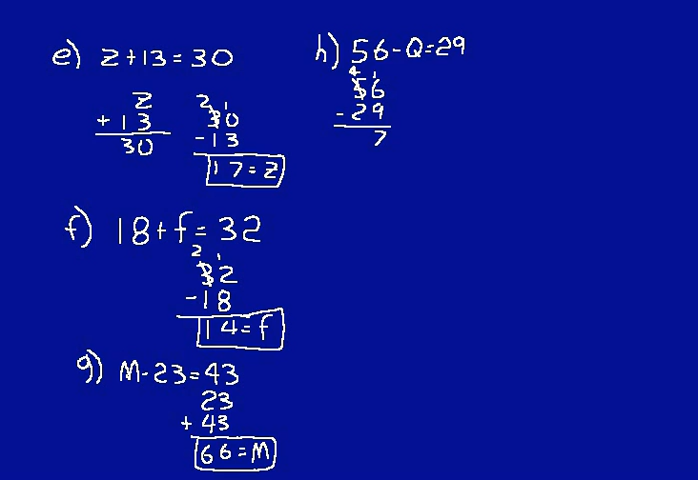 e) z+13=30
z
+13
30
2 1
30
-13
17=z
f) 18+f=32
2 1
32
-18
14=f
g) M-23=43
23
+43
66=M
h) 56-Q=29
4 1
56
-29
7